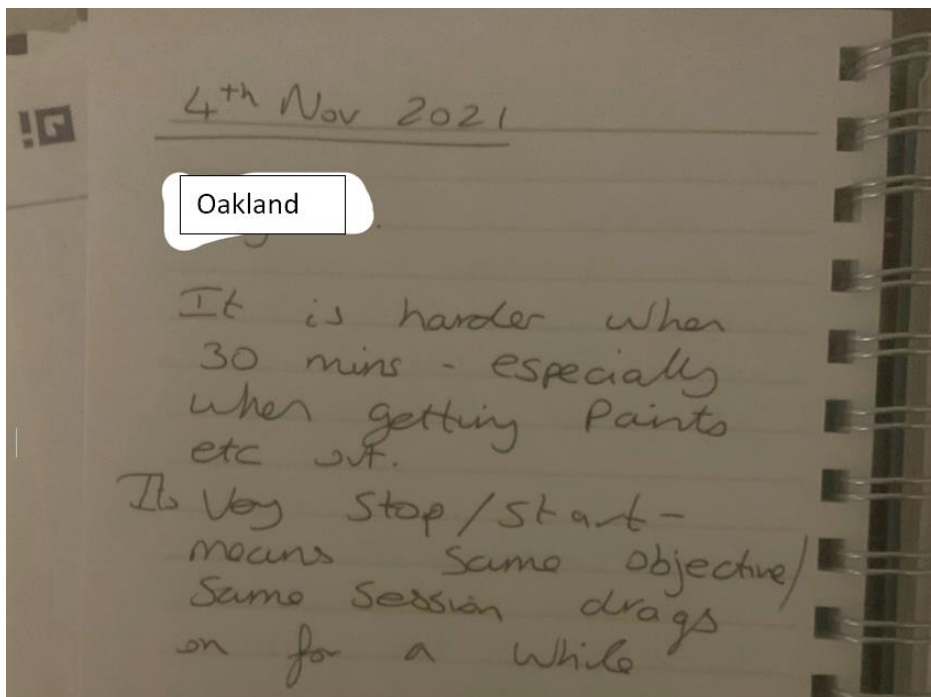 4th Nov 2021
Oakland
It is harder when
30 mins - especially
when getting Paints
etc out.
Its Very Stop/Start -
means same objective/
same session drags
on for a while